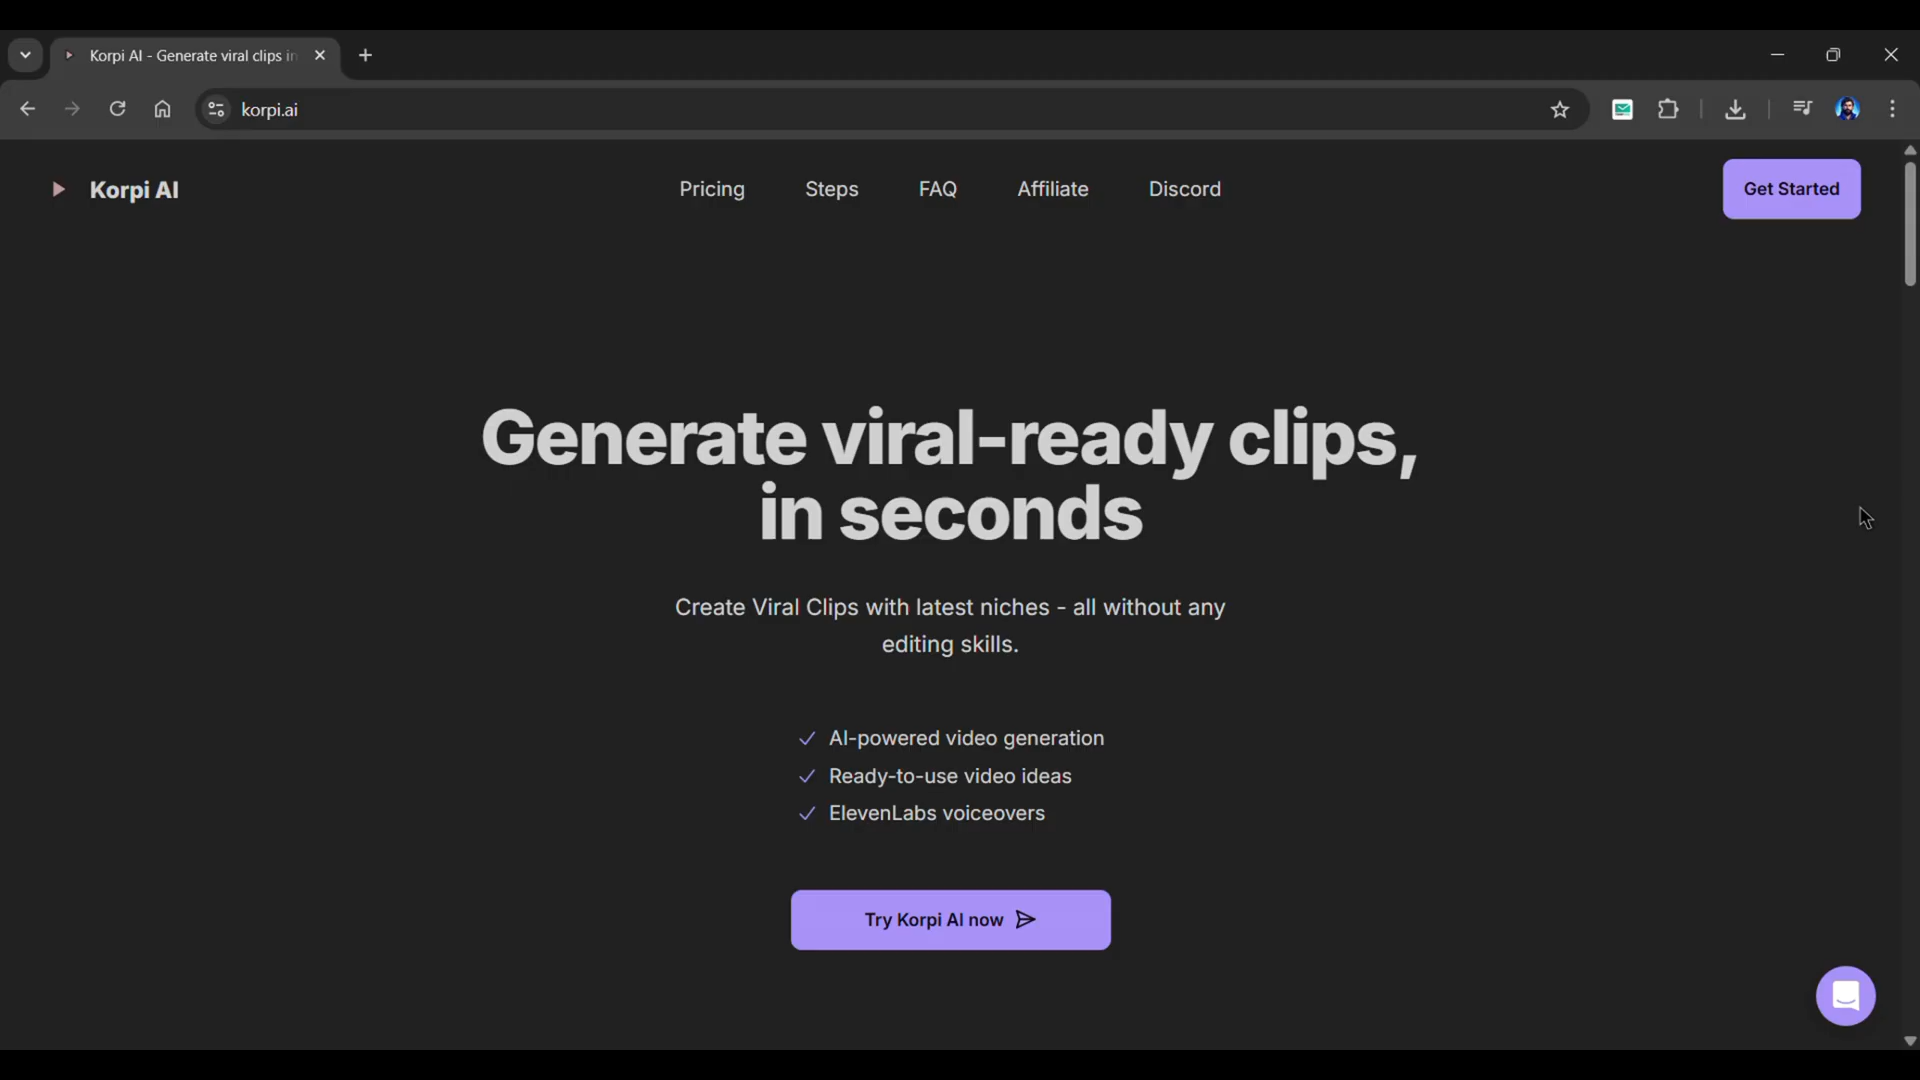 Korpi AI - Generate viral clips in
korpi.ai
Korpi AI
Pricing
Steps
FAQ
Affiliate
Discord
Get Started
Generate viral-ready clips,
in seconds
Create Viral Clips with latest niches - all without any
editing skills.
AI-powered video generation
Ready-to-use video ideas
ElevenLabs voiceovers
Try Korpi AI now